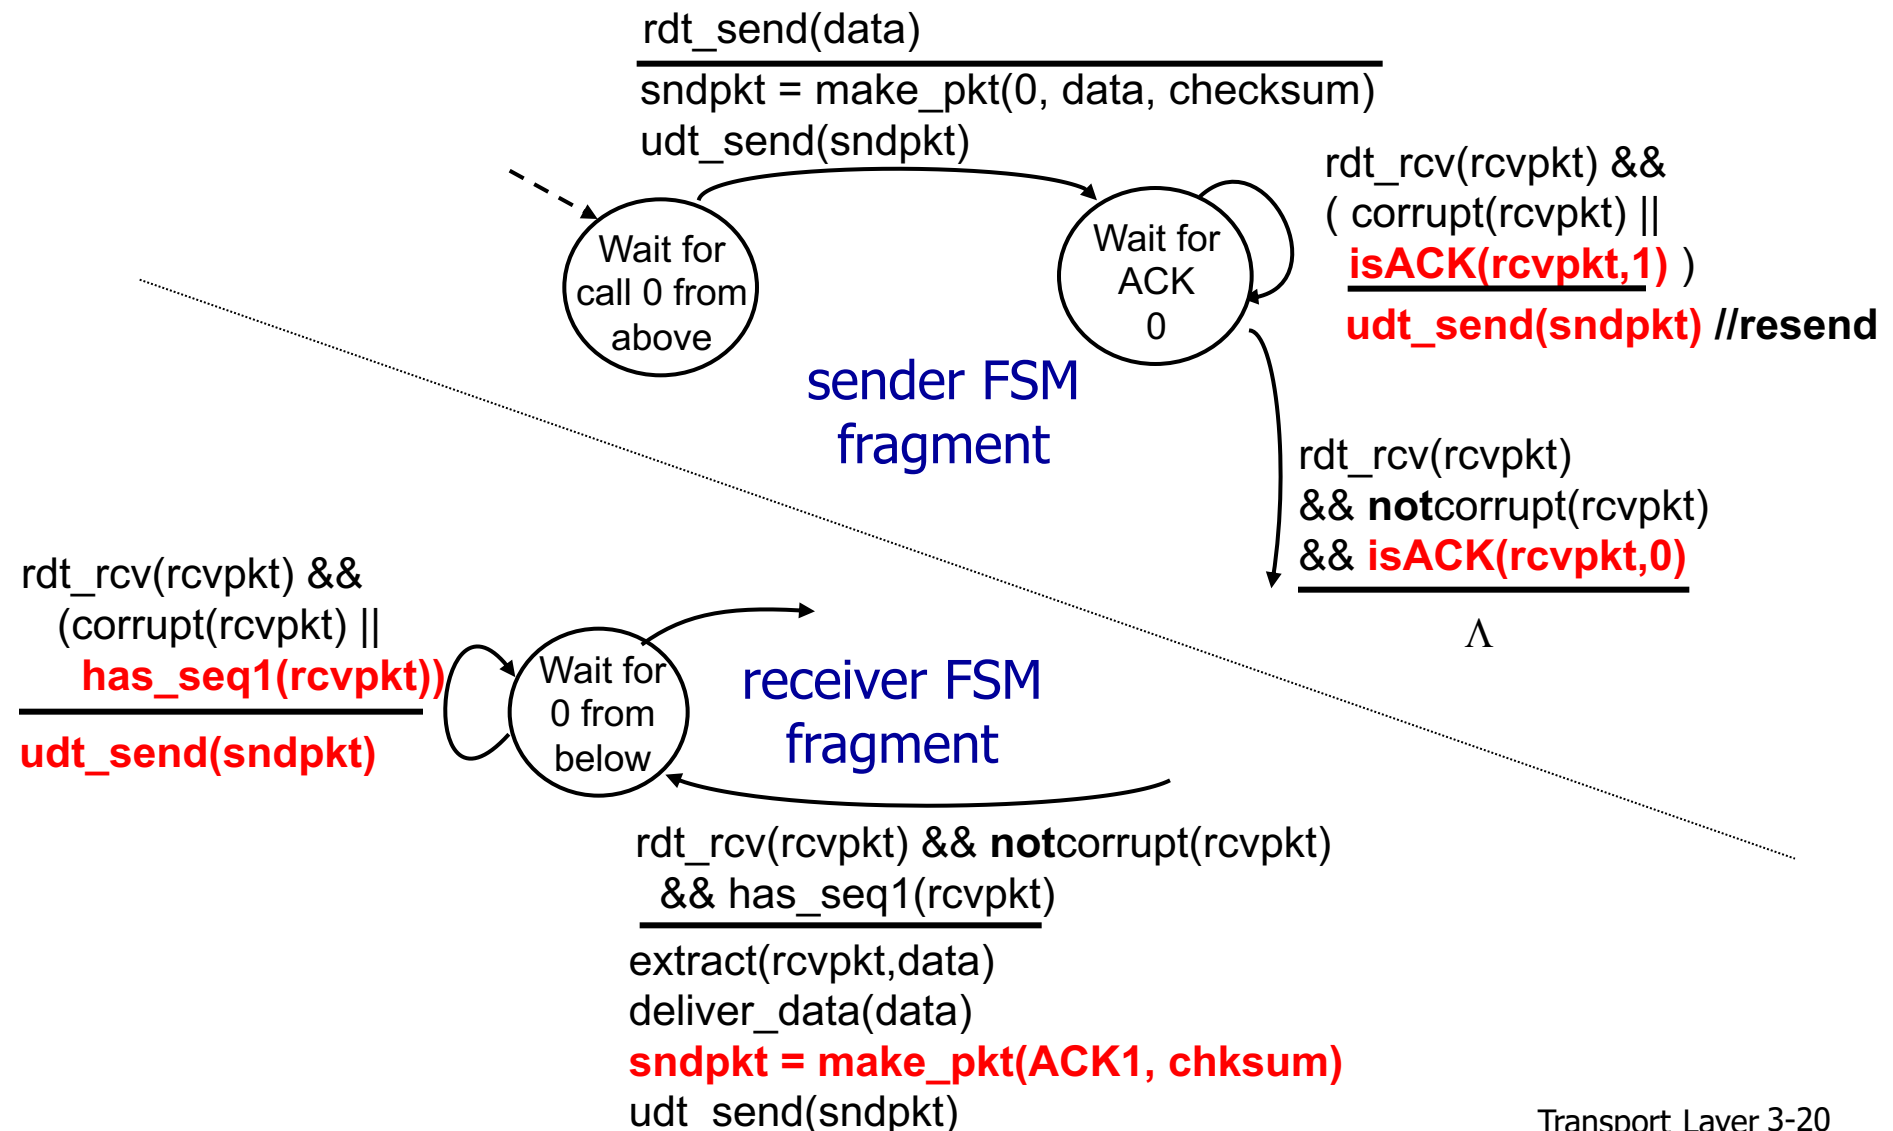 rdt_send(data)
sndpkt = make_pkt(0, data, checksum)
udt_send(sndpkt)
Wait for
call 0 from
above
Wait for
ACK
0
rdt_rcv(rcvpkt) &&
( corrupt(rcvpkt) ||
isACK(rcvpkt,1) )
udt_send(sndpkt) //resend
sender FSM
fragment
rdt_rcv(rcvpkt)
&& notcorrupt(rcvpkt)
&& isACK(rcvpkt,0)
Λ
rdt_rcv(rcvpkt) &&
(corrupt(rcvpkt) ||
has_seq1(rcvpkt))
udt_send(sndpkt)
Wait for
0 from
below
receiver FSM
fragment
rdt_rcv(rcvpkt) && notcorrupt(rcvpkt)
&& has_seq1(rcvpkt)
extract(rcvpkt,data)
deliver_data(data)
sndpkt = make_pkt(ACK1, chksum)
udt_send(sndpkt)
Transport Layer 3-20